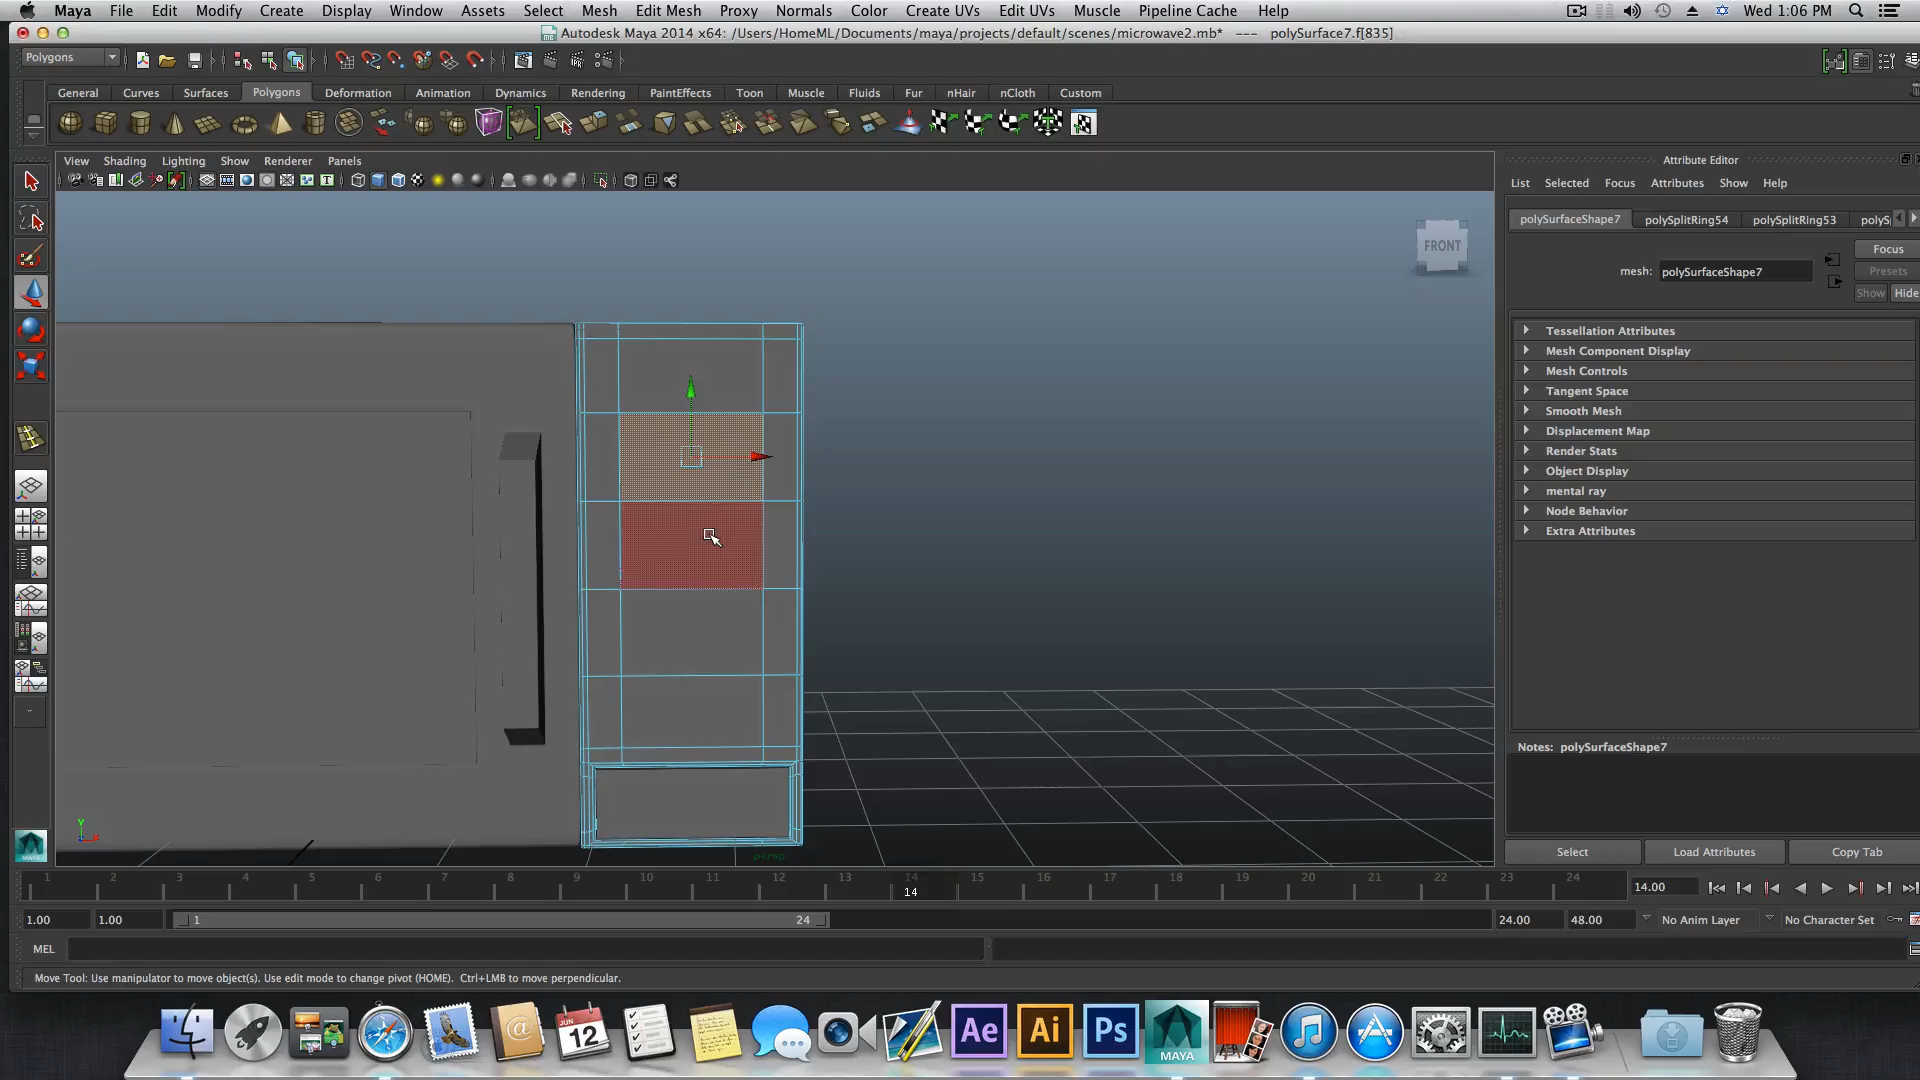 Maya File Edit Modify Create Display Window Assets Select Mesh Edit Mesh Proxy Normals Color Create UVs Edit UVs Muscle Pipeline Cache Help Wed 1:06 PM
Autodesk Maya 2014 x64: /Users/HomeML/Documents/maya/projects/default/scenes/microwave2.mb* --- polySurface7.f[835]
Polygons
General Curves Surfaces Polygons Deformation Animation Dynamics Rendering PaintEffects Toon Muscle Fluids Fur nHair nCloth Custom
View Shading Lighting Show Renderer Panels
Attribute Editor
List Selected Focus Attributes Show Help
polySurfaceShape7 polySplitRing54 polySplitRing53 polyS
FRONT
Focus
mesh: polySurfaceShape7
Presets
Show Hide
Tessellation Attributes
Mesh Component Display
Mesh Controls
Tangent Space
Smooth Mesh
Displacement Map
Render Stats
Object Display
mental ray
Node Behavior
Extra Attributes
Notes: polySurfaceShape7
y
x
persp
Select Load Attributes Copy Tab
1 2 3 4 5 6 7 8 9 10 11 12 13 14 15 16 17 18 19 20 21 22 23 24
14
14.00
1.00 1.00 1 24 24.00 48.00 No Anim Layer No Character Set
MEL
Move Tool: Use manipulator to move object(s). Use edit mode to change pivot (HOME). Ctrl+LMB to move perpendicular.
JUN
12
@
Ae Ai Ps
MAYA